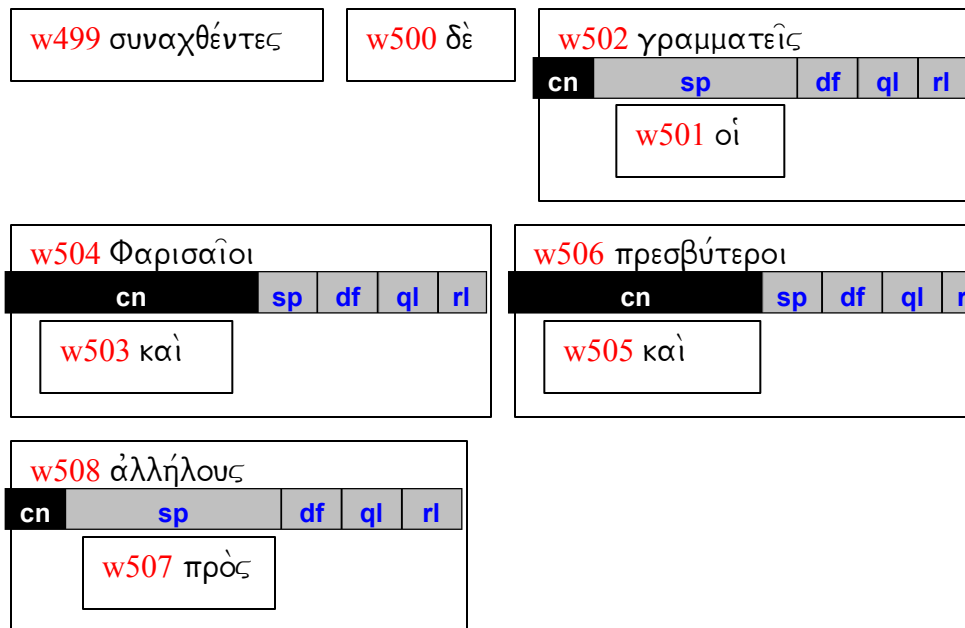 w499 συναχθέντες
w500 δὲ
w502 γραμματεῖς
cn sp df ql rl
w501 οἱ
w504 Φαρισαῖοι
cn sp df ql rl
w503 καὶ
w506 πρεσβύτεροι
cn sp df ql r
w505 καὶ
w508 ἀλλήλους
cn sp df ql rl
w507 πρὸς